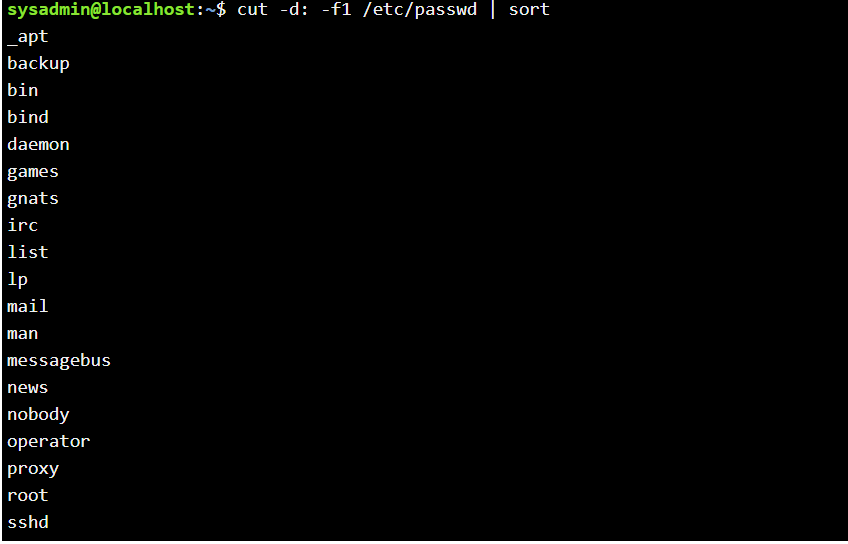 sysadmin@localhost:~$ cut -d: -f1 /etc/passwd | sort
_apt
backup
bin
bind
daemon
games
gnats
irc
list
lp
mail
man
messagebus
news
nobody
operator
proxy
root
sshd